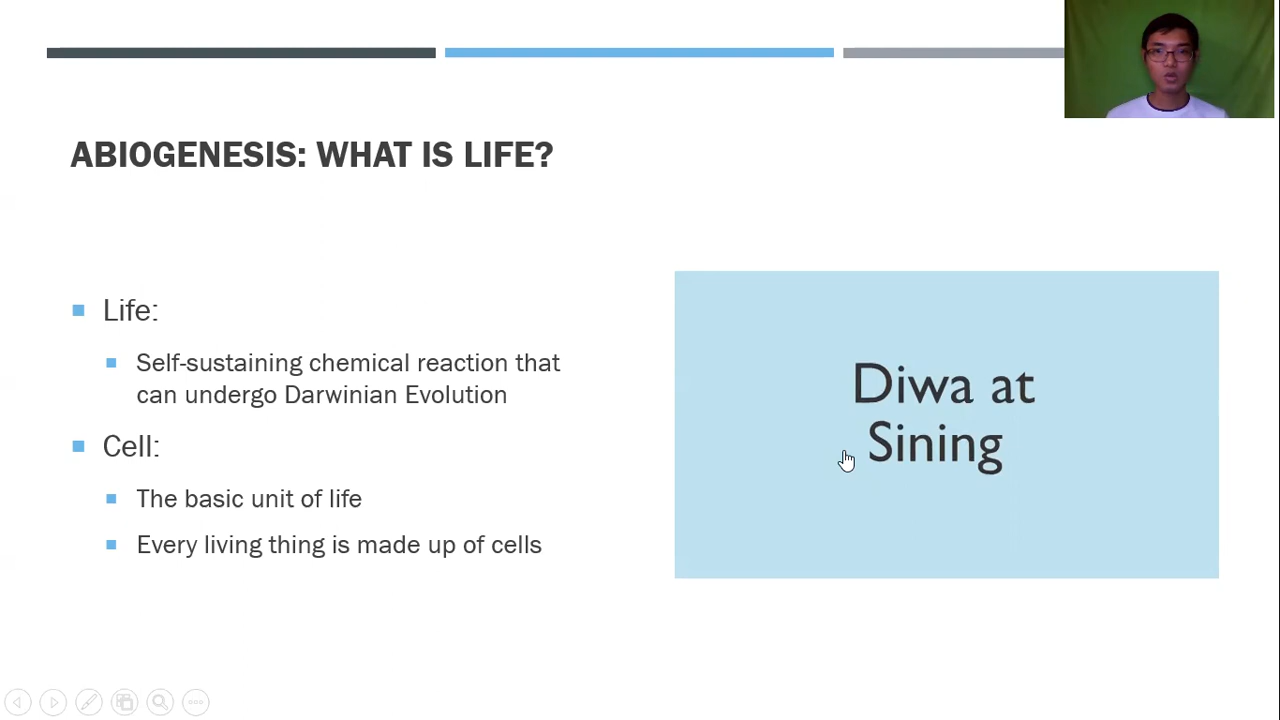 ABIOGENESIS: WHAT IS LIFE?
Life:
Self-sustaining chemical reaction that
can undergo Darwinian Evolution
Cell:
The basic unit of life
Every living thing is made up of cells
Diwa at
Sining